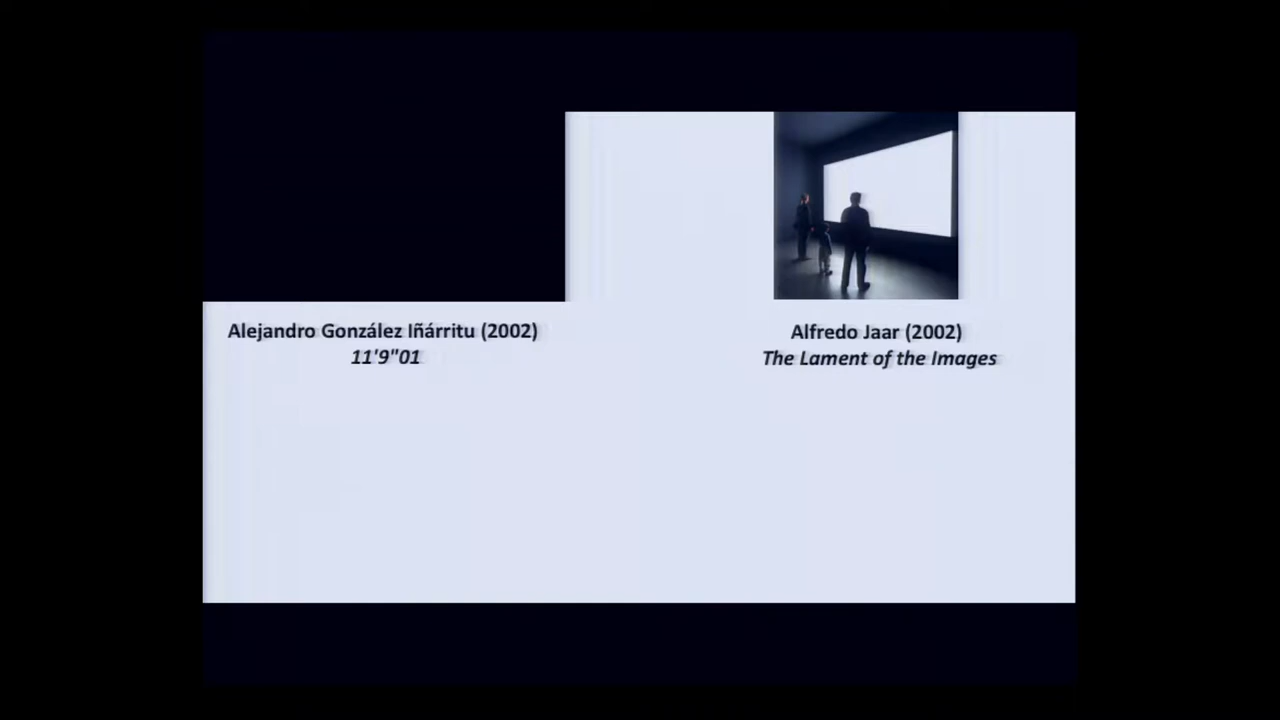 Alejandro González Iñárritu (2002)
11'9"01
Alfredo Jaar (2002)
The Lament of the Images